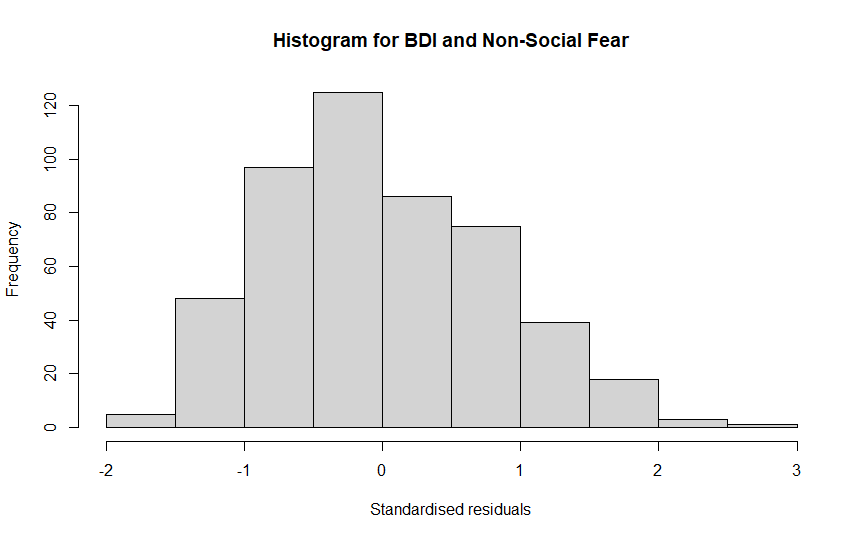 Histogram for BDI and Non-Social Fear
120
100
80
60
40
20
0
Frequency
-2 -1 0 1 2 3
Standardised residuals